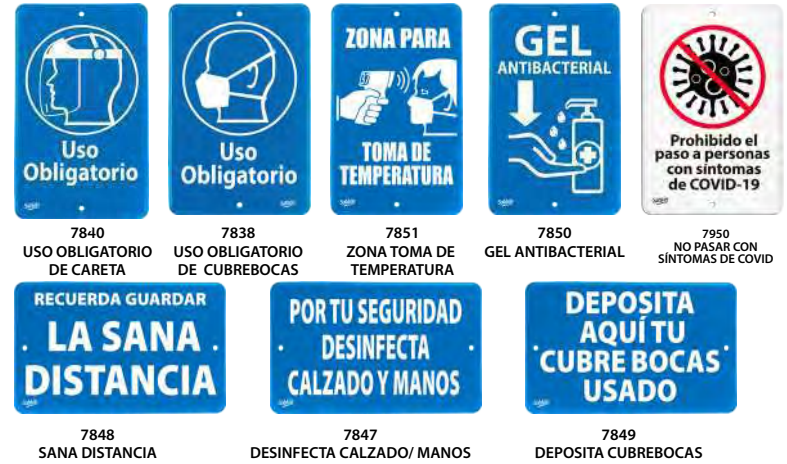 Uso
Obligatorio
7840
USO OBLIGATORIO
DE CARETA
Uso
Obligatorio
7838
USO OBLIGATORIO
DE CUBREBOCAS
ZONA PARA
TOMA DE
TEMPERATURA
7851
ZONA TOMA DE
TEMPERATURA
GEL
ANTIBACTERIAL
7850
GEL ANTIBACTERIAL
Prohibido el
paso a personas
con síntomas
de COVID-19
7950
NO PASAR CON
SÍNTOMAS DE COVID
RECUERDA GUARDAR
LA SANA
DISTANCIA
7848
SANA DISTANCIA
POR TU SEGURIDAD
DESINFECTA
CALZADO Y MANOS
7847
DESINFECTA CALZADO/ MANOS
DEPOSITA
AQUÍ TU
CUBRE BOCAS
USADO
7849
DEPOSITA CUBREBOCAS